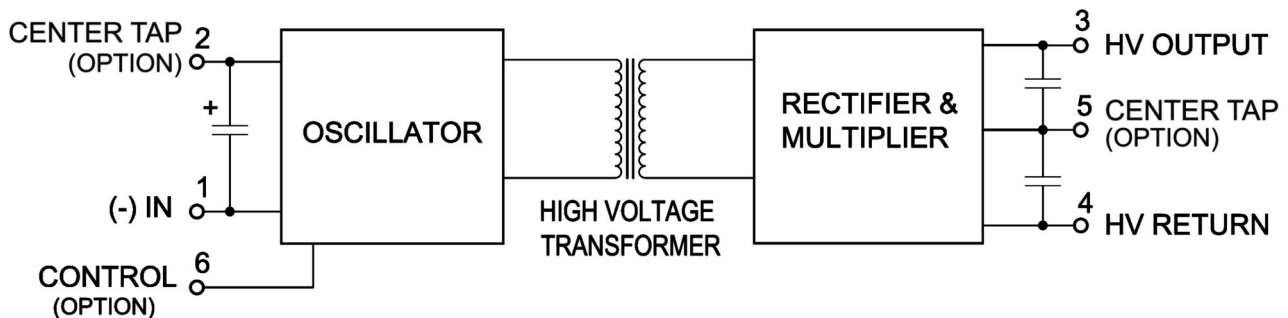 CENTER TAP 2
(OPTION)
+
OSCILLATOR
1
(-) IN
6
CONTROL
(OPTION)
HIGH VOLTAGE
TRANSFORMER
RECTIFIER &
MULTIPLIER
3
HV OUTPUT
5
CENTER TAP
(OPTION)
4
HV RETURN